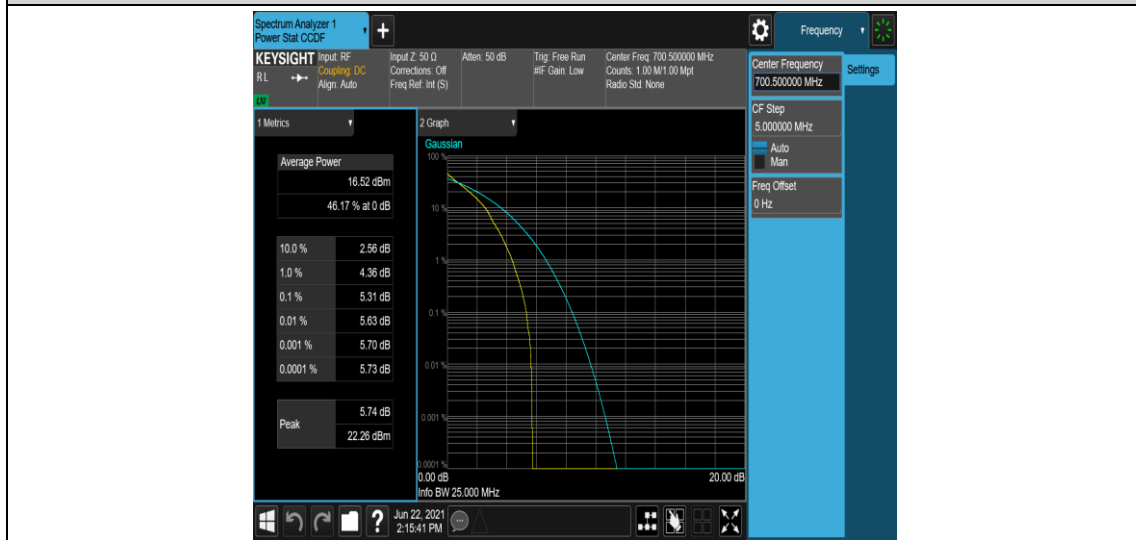 Spectrum Analyzer 1
Power Stat CCDF
+
Frequency
KEYSIGHT
RL
LXI
Input: RF
Coupling: DC
Align: Auto
Input Z: 50 Ω
Corrections: Off
Freq Ref: Int (S)
Atten: 50 dB
Trig: Free Run
#IF Gain: Low
Center Freq: 700.500000 MHz
Counts: 1.00 M/1.00 Mpt
Radio Std: None
Center Frequency
700.500000 MHz
Settings
CF Step
5.000000 MHz
Auto
Man
Freq Offset
0 Hz
1 Metrics
Average Power
16.52 dBm
46.17 % at 0 dB
10.0 % 2.56 dB
1.0 % 4.36 dB
0.1 % 5.31 dB
0.01 % 5.63 dB
0.001 % 5.70 dB
0.0001 % 5.73 dB
Peak 5.74 dB
22.26 dBm
2 Graph
Gaussian
100 %
10 %
1 %
0.1 %
0.01 %
0.001 %
0.0001 %
0.00 dB 20.00 dB
Info BW 25.000 MHz
?
Jun 22, 2021
2:15:41 PM